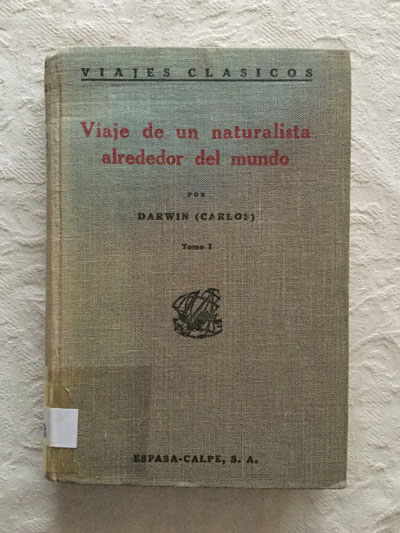 VIAJES CLASICOS
Viaje de un naturalista
alrededor del mundo
POR
DARWIN (CARLOS)
Tomo I
ESPASA-CALPE, S. A.